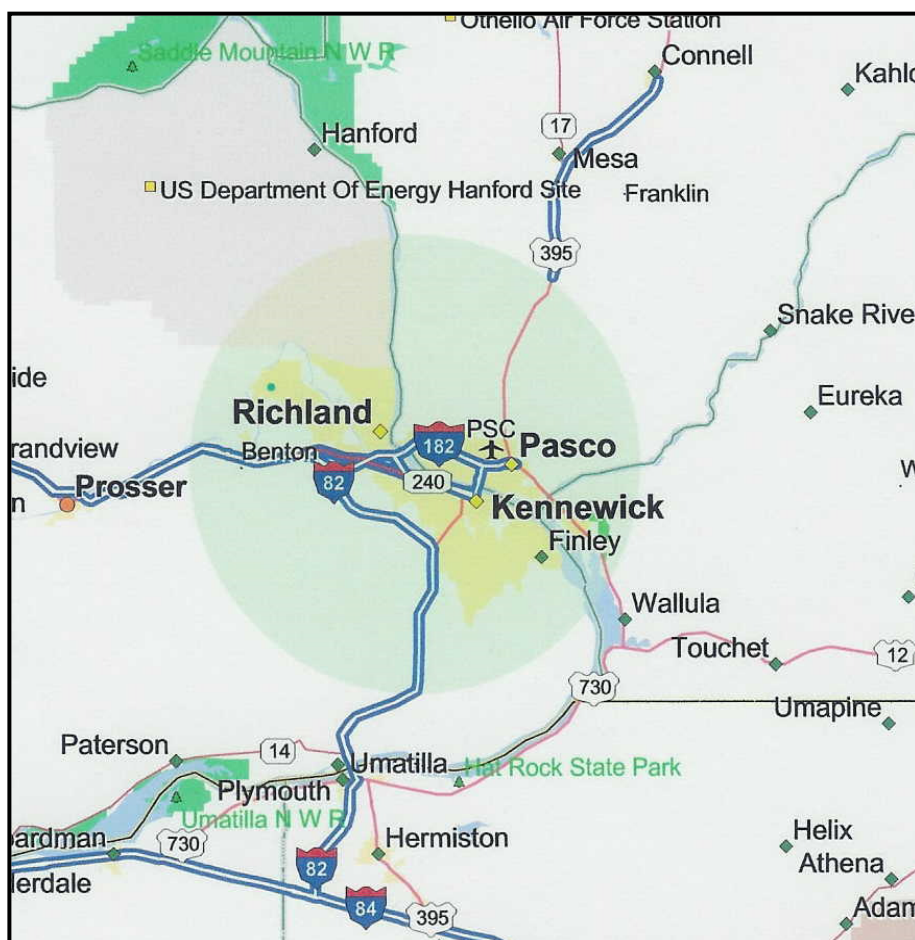 Othello Air Force Station
Saddle Mountain N W R
Connell
Kahlo
17
Hanford
Mesa
US Department Of Energy Hanford Site
Franklin
395
Snake Rive
ide
Eureka
Richland
PSC
randview
Benton
182
Pasco
W
82
240
n
Prosser
Kennewick
Finley
Wallula
Touchet
12
730
Umapine
Paterson
14
Umatilla
Hat Rock State Park
Plymouth
Umatilla N W R
oardman
730
Hermiston
Helix
Athena
82
lerdale
84
395
Adam